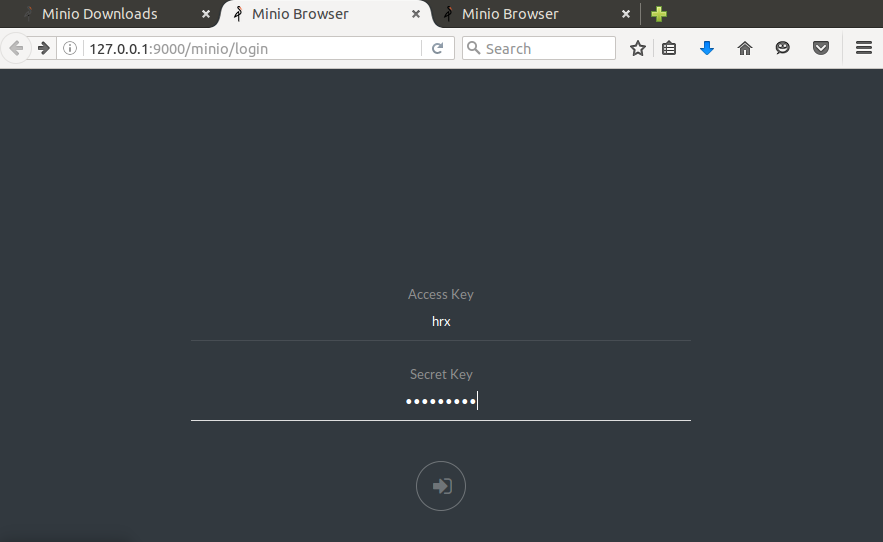 Minio Downloads Minio Browser Minio Browser
127.0.0.1:9000/minio/login Search
Access Key
hrx
Secret Key
•••••••••